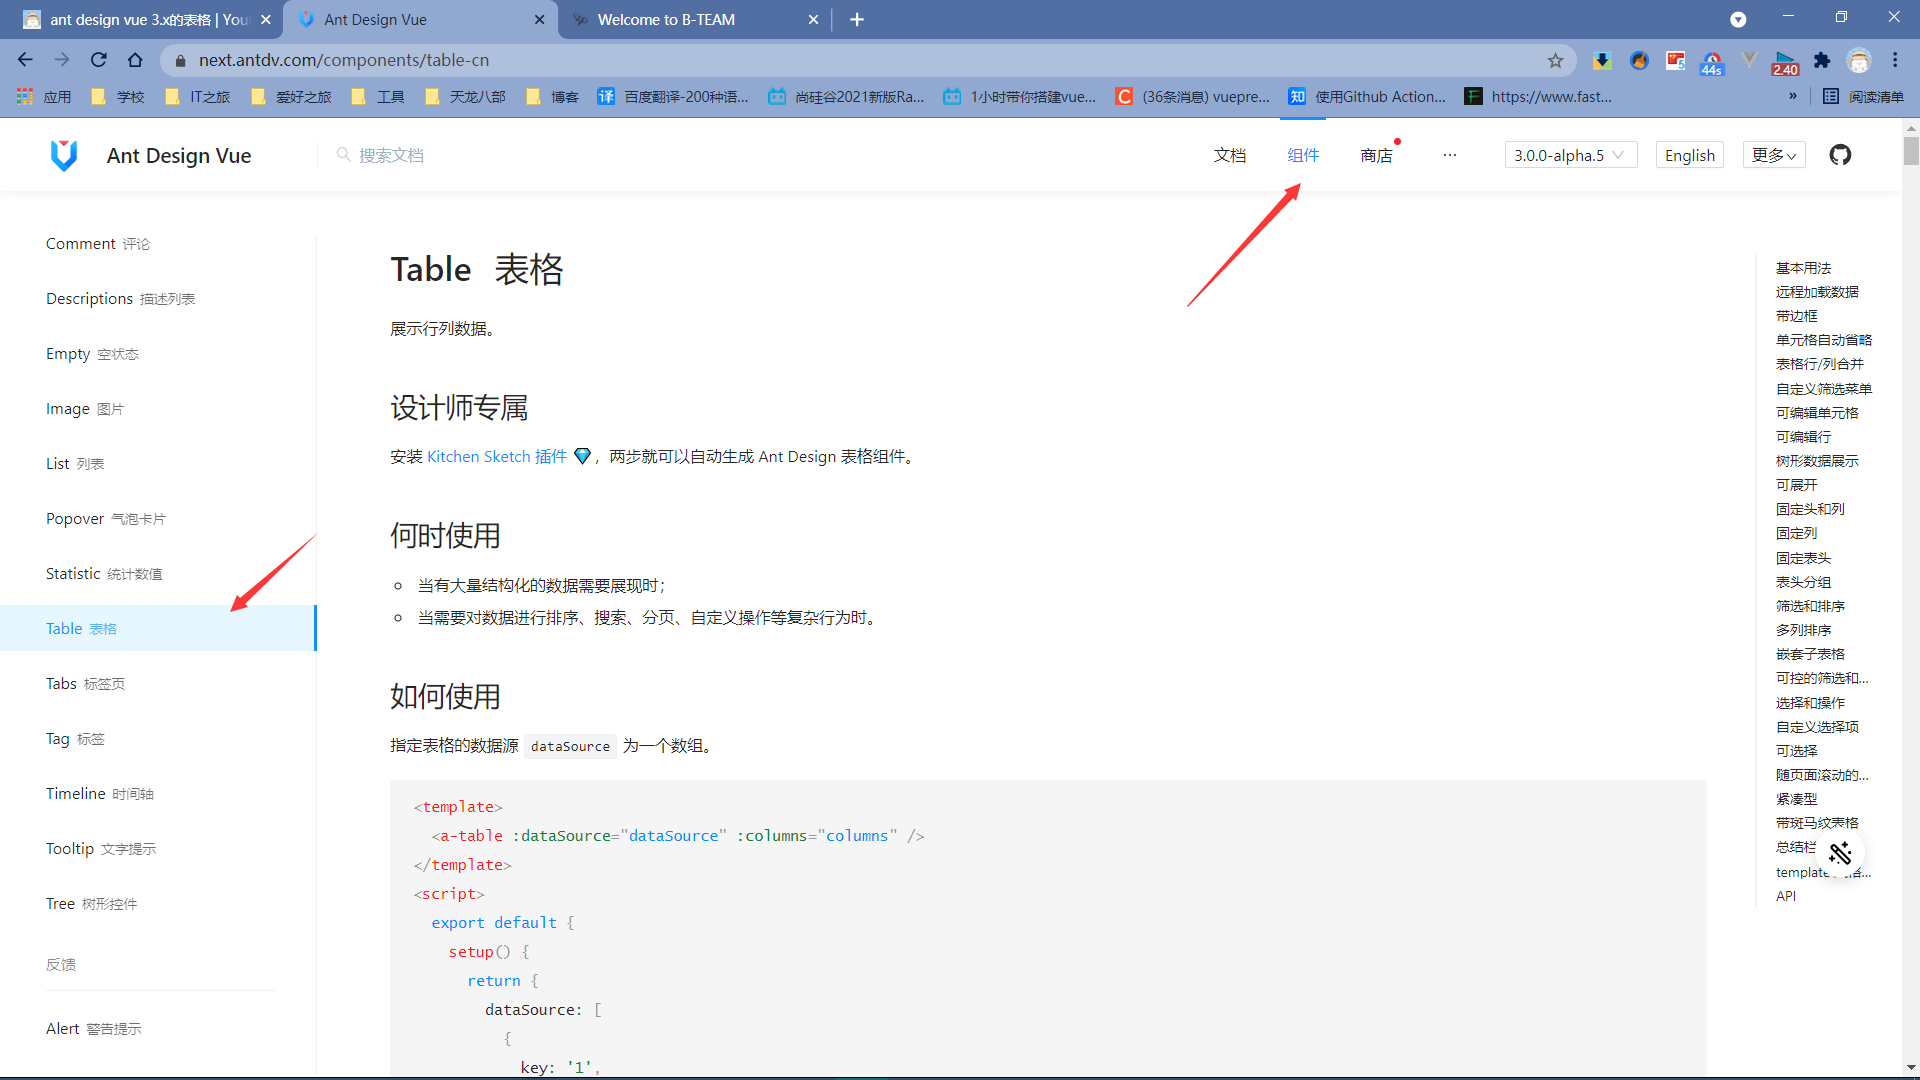 ant design vue 3.x的表格 | You
Ant Design Vue
Welcome to B-TEAM
next.antdv.com/components/table-cn
44s
2.40
应用
学校
IT之旅
爱好之旅
工具
天龙八部
博客
译 百度翻译-200种语...
尚硅谷2021新版Ra...
1小时带你搭建vue...
C (36条消息) vuepre...
知 使用Github Action...
F https://www.fast...
»
阅读清单
Ant Design Vue
搜索文档
文档
组件
商店
···
3.0.0-alpha.5
English
更多
Comment 评论
Descriptions 描述列表
Empty 空状态
Image 图片
List 列表
Popover 气泡卡片
Statistic 统计数值
Table 表格
Tabs 标签页
Tag 标签
Timeline 时间轴
Tooltip 文字提示
Tree 树形控件
反馈
Alert 警告提示
Table 表格
展示行列数据。
设计师专属
安装 Kitchen Sketch 插件 💎，两步就可以自动生成 Ant Design 表格组件。
何时使用
当有大量结构化的数据需要展现时；
当需要对数据进行排序、搜索、分页、自定义操作等复杂行为时。
如何使用
指定表格的数据源 dataSource 为一个数组。
<template>
<a-table :dataSource="dataSource" :columns="columns" />
</template>
<script>
export default {
setup() {
return {
dataSource: [
{
key: '1',
基本用法
远程加载数据
带边框
单元格自动省略
表格行/列合并
自定义筛选菜单
可编辑单元格
可编辑行
树形数据展示
可展开
固定头和列
固定列
固定表头
表头分组
筛选和排序
多列排序
嵌套子表格
可控的筛选和...
选择和操作
自定义选择项
可选择
随页面滚动的...
紧凑型
带斑马纹表格
总结栏
template
API